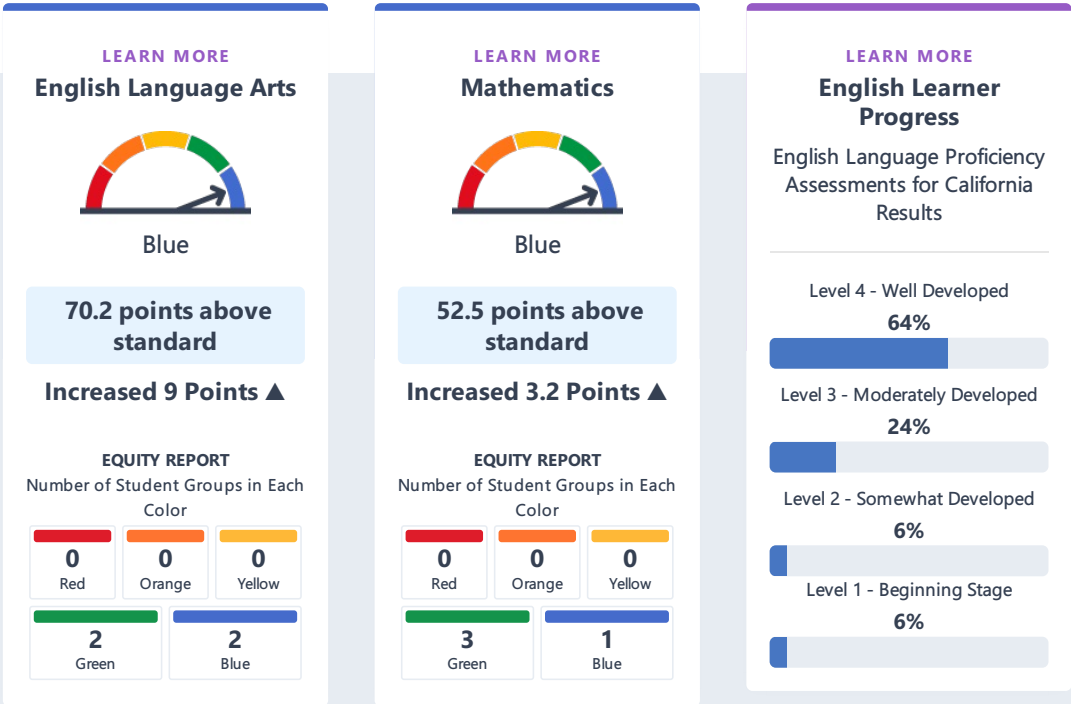 LEARN MORE
English Language Arts
Blue
70.2 points above
standard
Increased 9 Points ▲
EQUITY REPORT
Number of Student Groups in Each
Color
0
Red
0
Orange
0
Yellow
2
Green
2
Blue
LEARN MORE
Mathematics
Blue
52.5 points above
standard
Increased 3.2 Points ▲
EQUITY REPORT
Number of Student Groups in Each
Color
0
Red
0
Orange
0
Yellow
3
Green
1
Blue
LEARN MORE
English Learner
Progress
English Language Proficiency
Assessments for California
Results
Level 4 - Well Developed
64%
Level 3 - Moderately Developed
24%
Level 2 - Somewhat Developed
6%
Level 1 - Beginning Stage
6%